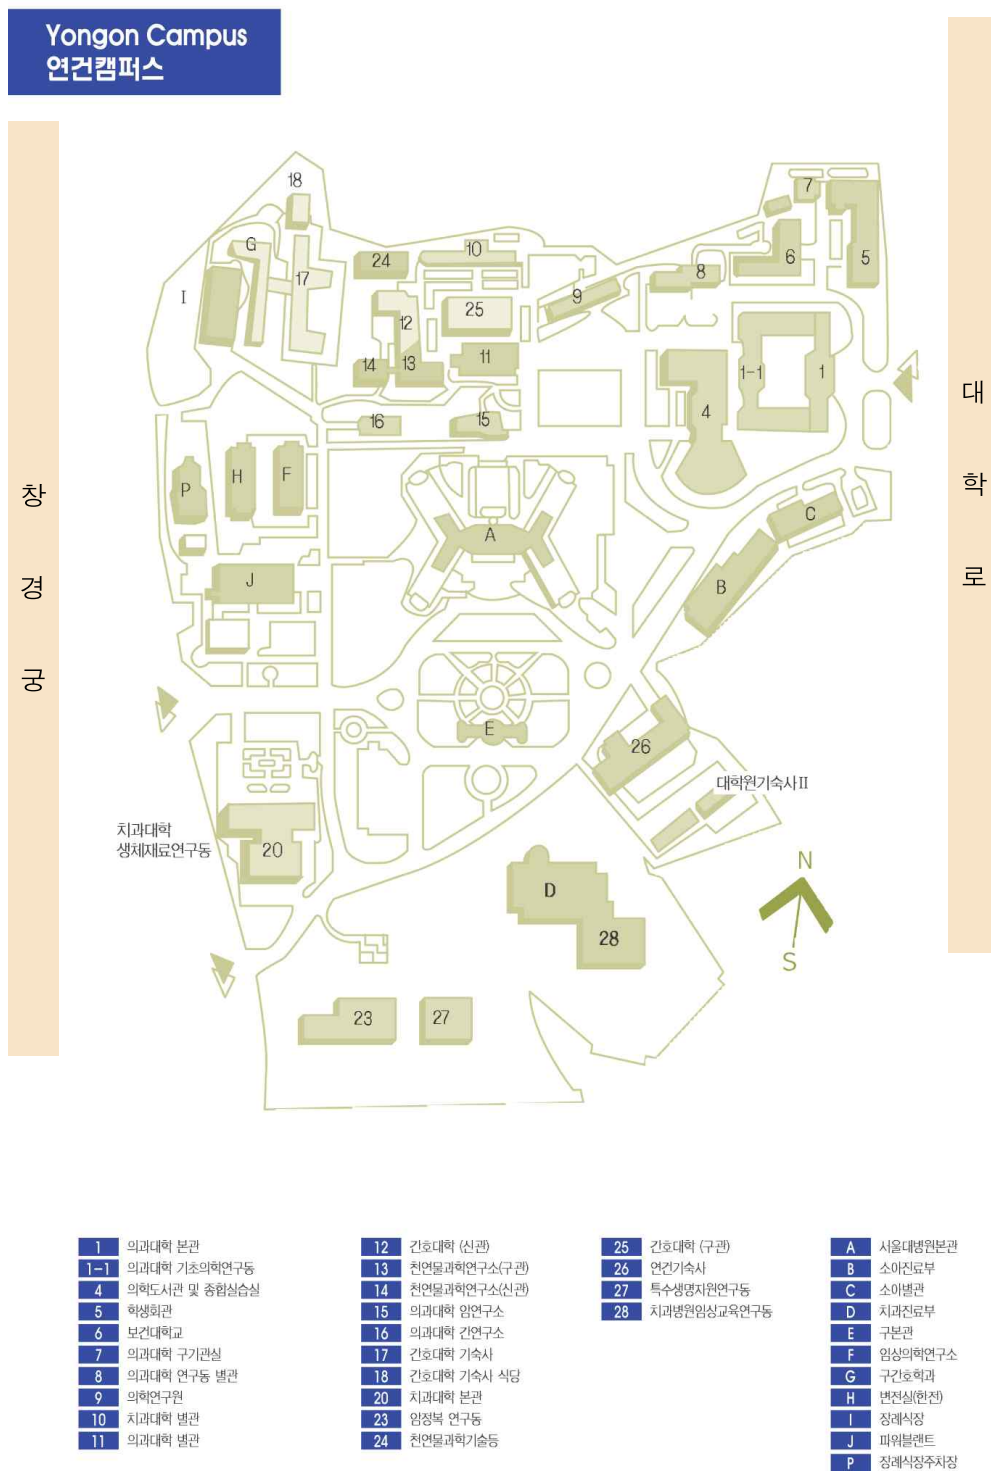 Yongon Campus
연건캠퍼스
대
학
로
창
경
궁
18
7
G
10
24
17
6
5
8
I
9
25
12
11
14
13
1-1
1
4
16
15
H
F
P
C
A
J
B
E
26
대학원기숙사 II
치과대학
생체재료연구동
20
D
28
N
S
23
27
1 의과대학 본관
1-1 의과대학 기초의학연구동
4 의학도서관 및 종합실습실
5 학생회관
6 보건대학교
7 의과대학 구기관실
8 의과대학 연구동 별관
9 의학연구원
10 치과대학 별관
11 의과대학 별관
12 간호대학 (신관)
13 천연물과학연구소(구관)
14 천연물과학연구소(신관)
15 의과대학 암연구소
16 의과대학 간연구소
17 간호대학 기숙사
18 간호대학 기숙사 식당
20 치과대학 본관
23 암정복 연구동
24 천연물과학기술등
25 간호대학 (구관)
26 연건기숙사
27 특수생명지원연구동
28 치과병원임상교육연구동
A 서울대병원본관
B 소아진료부
C 소이별관
D 치과진료부
E 구본관
F 임상의학연구소
G 구간호학과
H 변전실(한전)
I 장례식장
J 파워블랜트
P 장례식장주치장